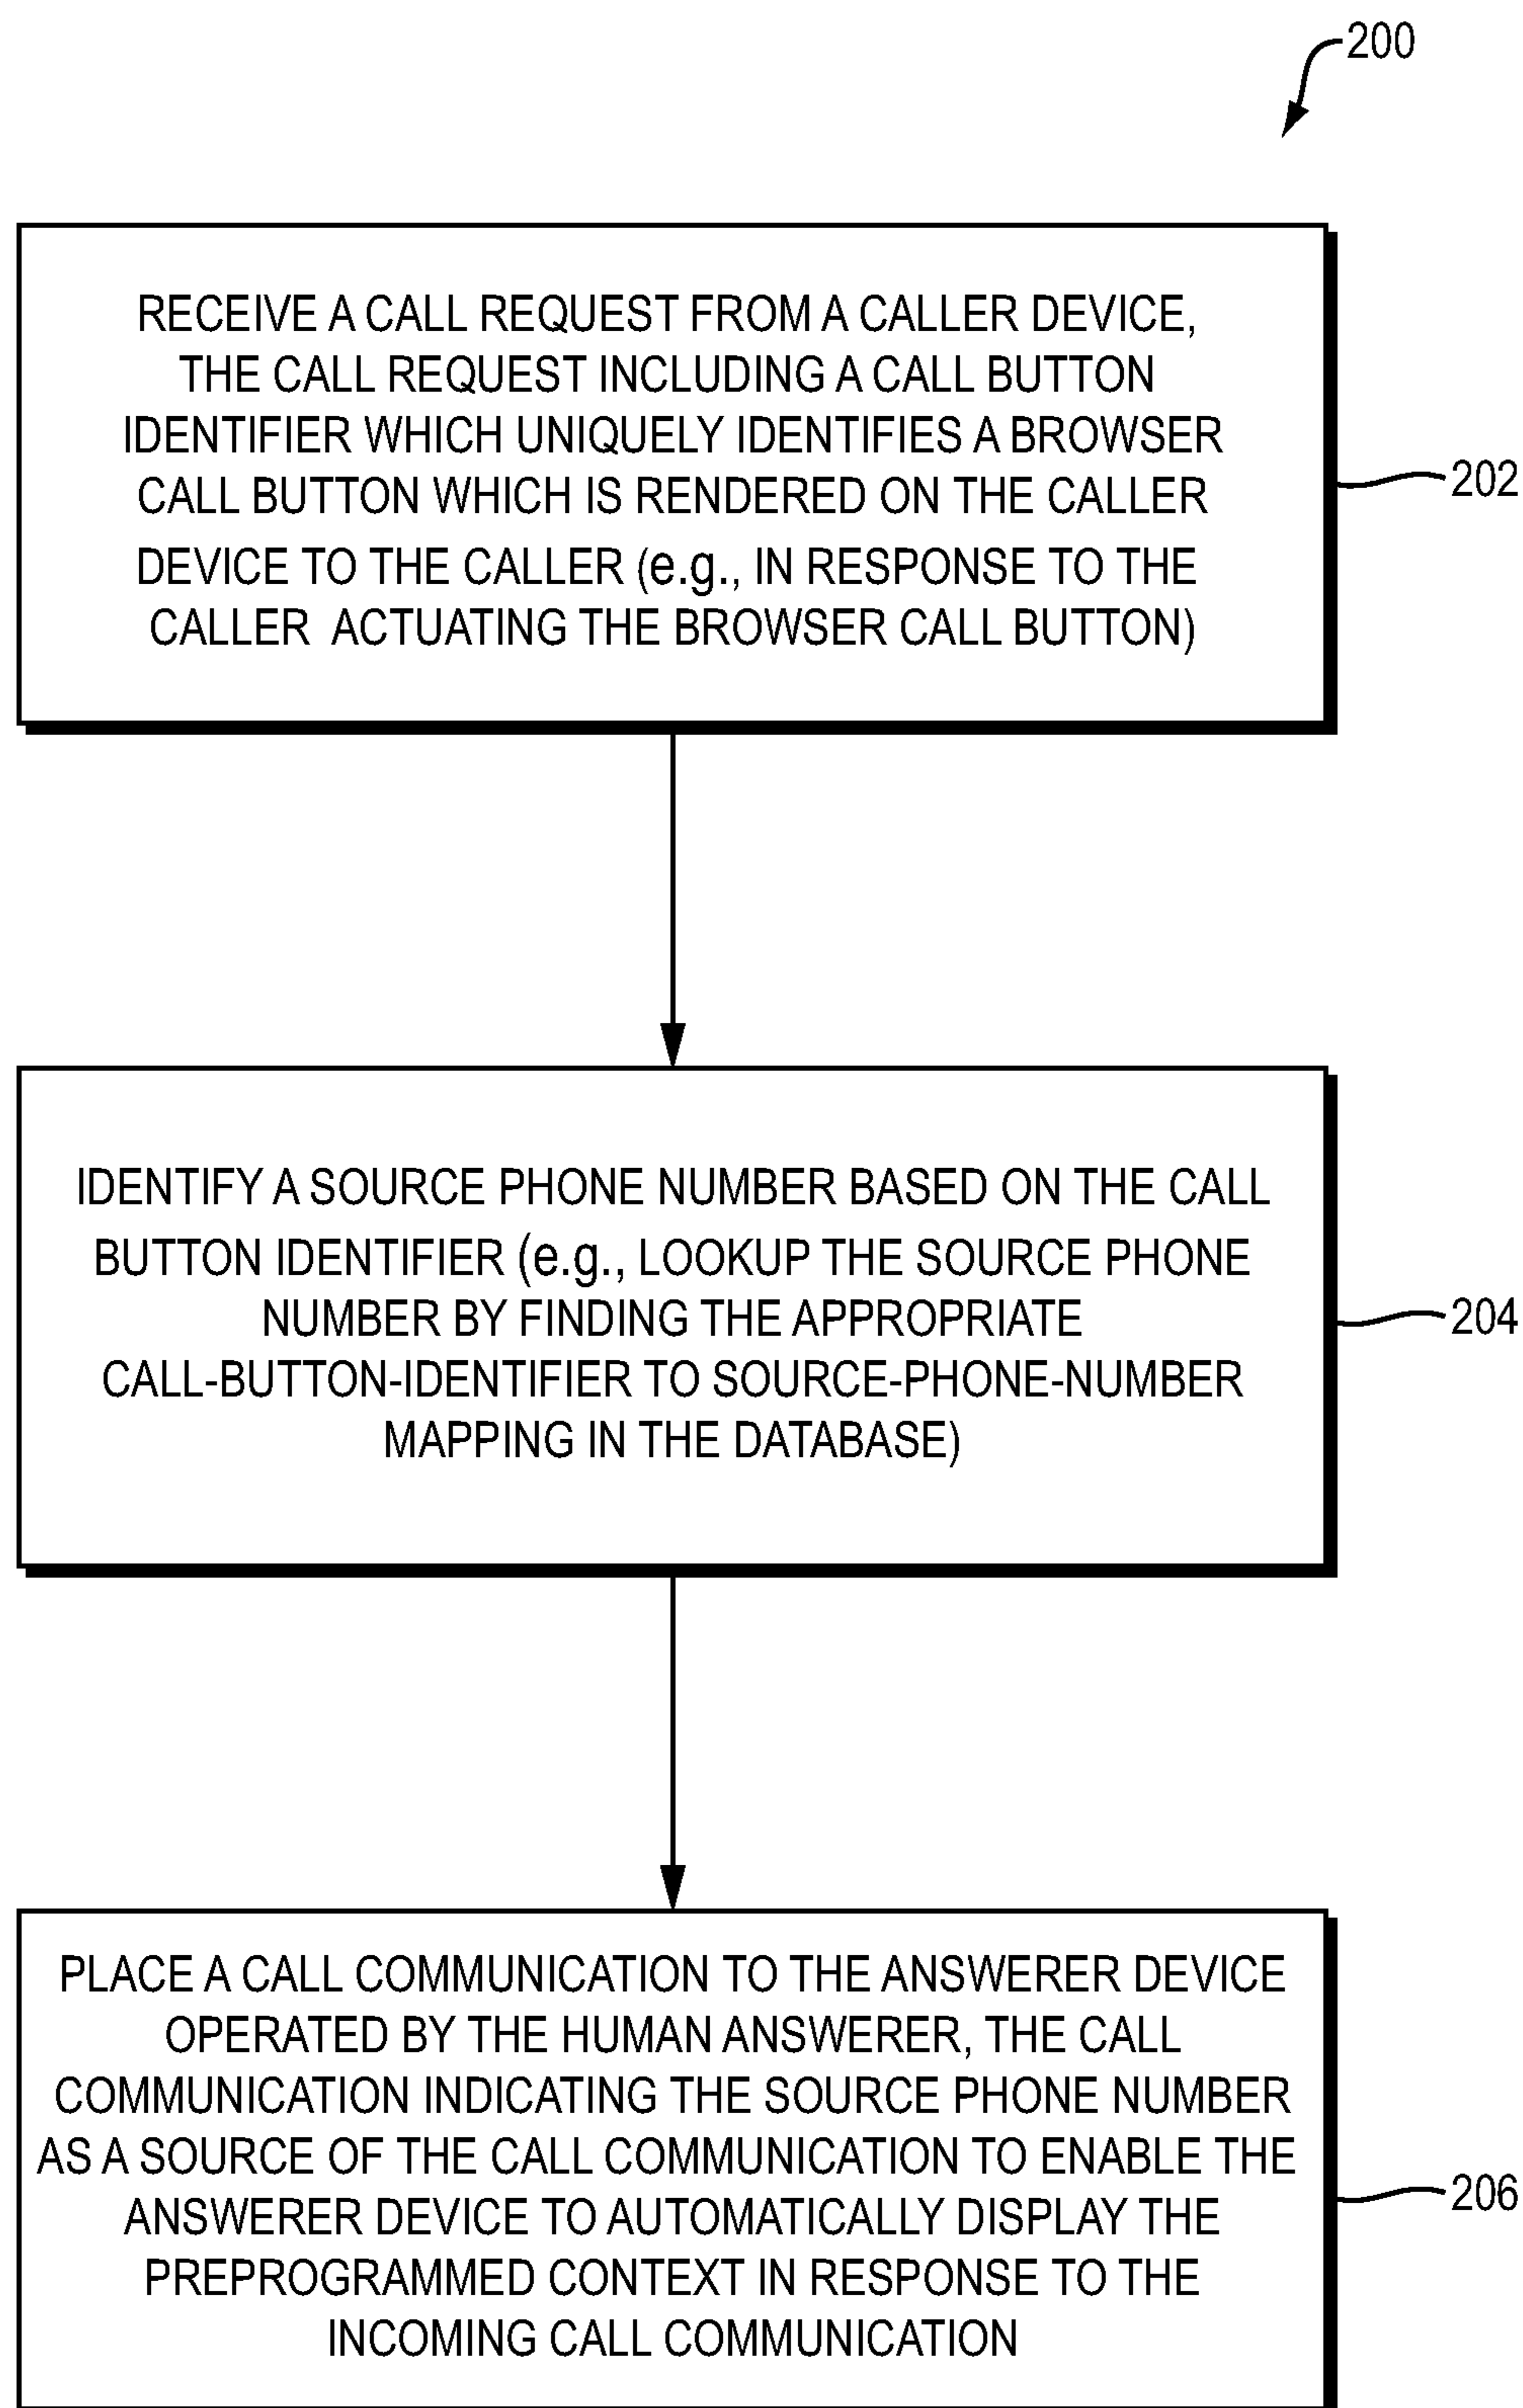 200
RECEIVE A CALL REQUEST FROM A CALLER DEVICE,
THE CALL REQUEST INCLUDING A CALL BUTTON
IDENTIFIER WHICH UNIQUELY IDENTIFIES A BROWSER
CALL BUTTON WHICH IS RENDERED ON THE CALLER
DEVICE TO THE CALLER (e.g., IN RESPONSE TO THE
CALLER ACTUATING THE BROWSER CALL BUTTON)
202
IDENTIFY A SOURCE PHONE NUMBER BASED ON THE CALL
BUTTON IDENTIFIER (e.g., LOOKUP THE SOURCE PHONE
NUMBER BY FINDING THE APPROPRIATE
CALL-BUTTON-IDENTIFIER TO SOURCE-PHONE-NUMBER
MAPPING IN THE DATABASE)
204
PLACE A CALL COMMUNICATION TO THE ANSWERER DEVICE
OPERATED BY THE HUMAN ANSWERER, THE CALL
COMMUNICATION INDICATING THE SOURCE PHONE NUMBER
AS A SOURCE OF THE CALL COMMUNICATION TO ENABLE THE
ANSWERER DEVICE TO AUTOMATICALLY DISPLAY THE
PREPROGRAMMED CONTEXT IN RESPONSE TO THE
INCOMING CALL COMMUNICATION
206